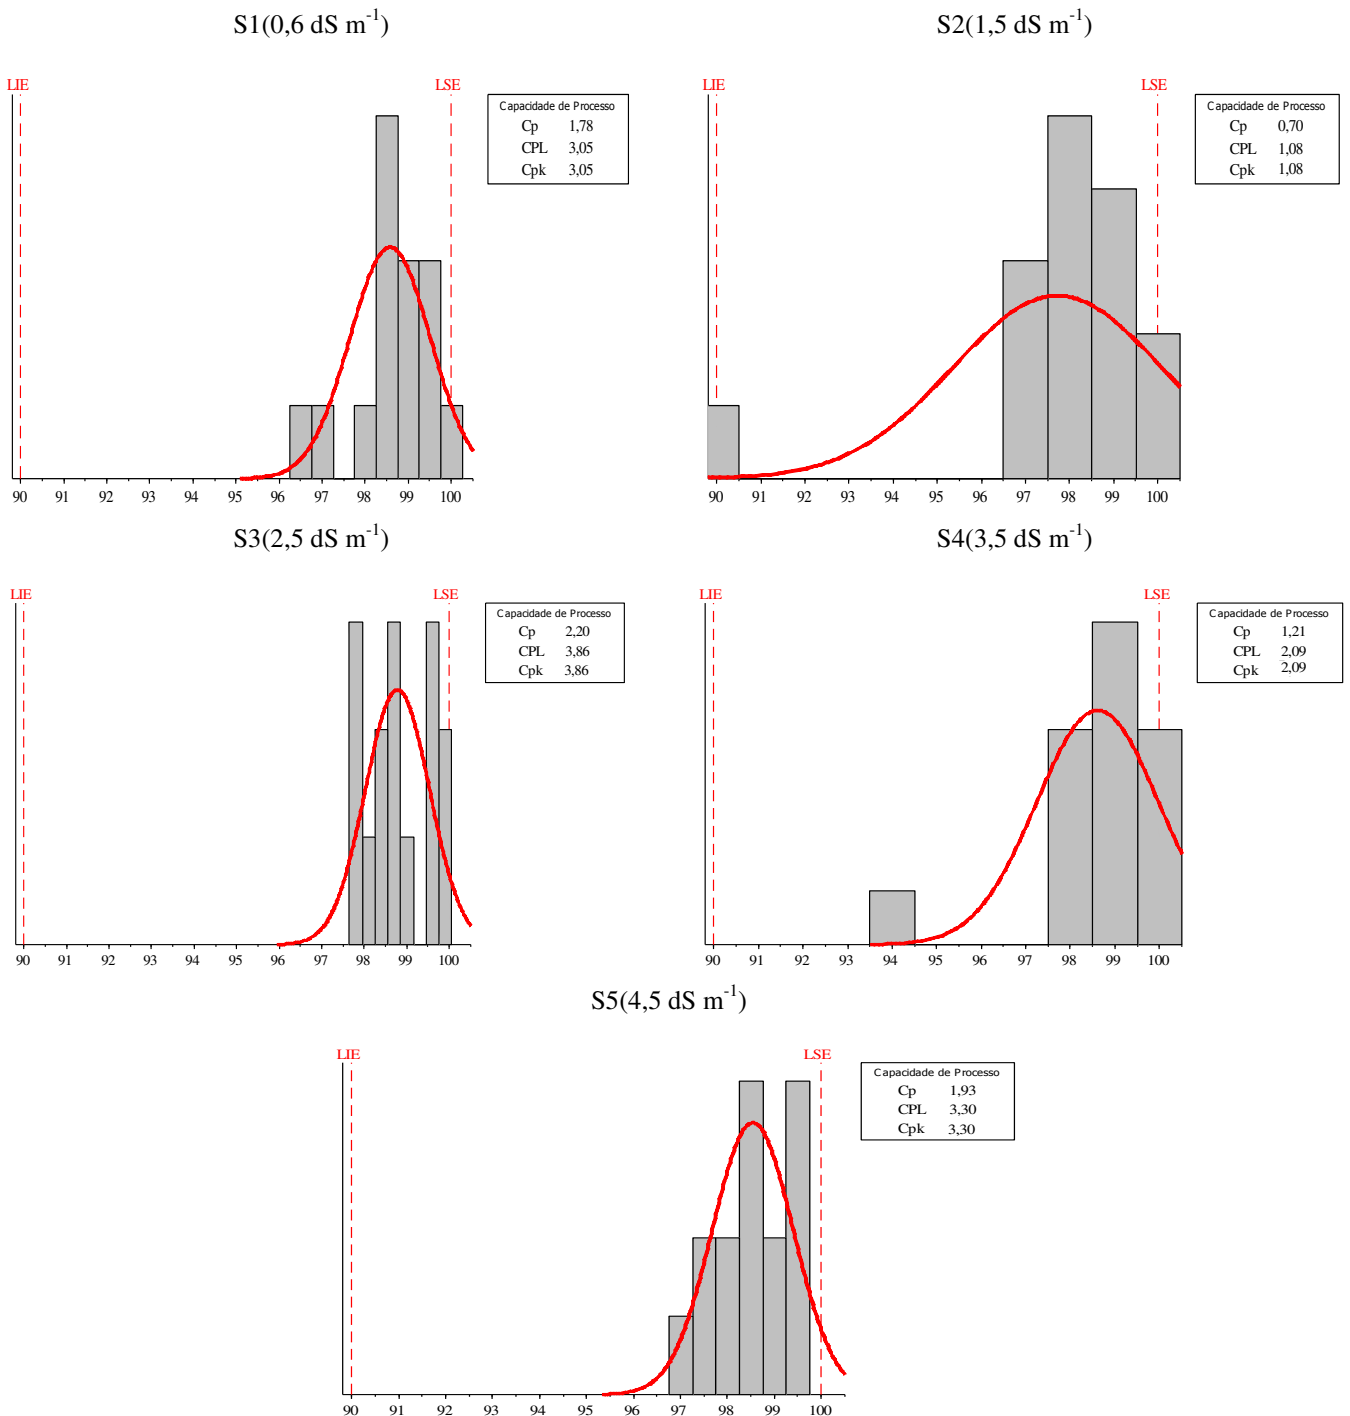 S1(0,6 dS m⁻¹)
LIE LSE
Capacidade de Processo
Cp 1,78
CPL 3,05
Cpk 3,05
90 91 92 93 94 95 96 97 98 99 100
S2(1,5 dS m⁻¹)
LIE LSE
Capacidade de Processo
Cp 0,70
CPL 1,08
Cpk 1,08
90 91 92 93 94 95 96 97 98 99 100
S3(2,5 dS m⁻¹)
LIE LSE
Capacidade de Processo
Cp 2,20
CPL 3,86
Cpk 3,86
90 91 92 93 94 95 96 97 98 99 100
S4(3,5 dS m⁻¹)
LIE LSE
Capacidade de Processo
Cp 1,21
CPL 2,09
Cpk 2,09
90 91 92 93 94 95 96 97 98 99 100
S5(4,5 dS m⁻¹)
LIE LSE
Capacidade de Processo
Cp 1,93
CPL 3,30
Cpk 3,30
90 91 92 93 94 95 96 97 98 99 100